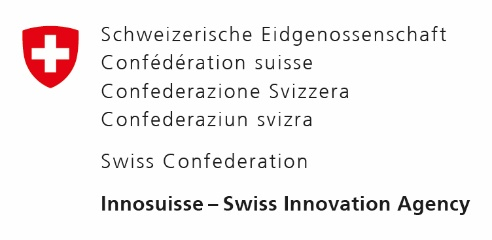 Schweizerische Eidgenossenschaft
Confédération suisse
Confederazione Svizzera
Confederaziun svizra
Swiss Confederation
Innosuisse – Swiss Innovation Agency